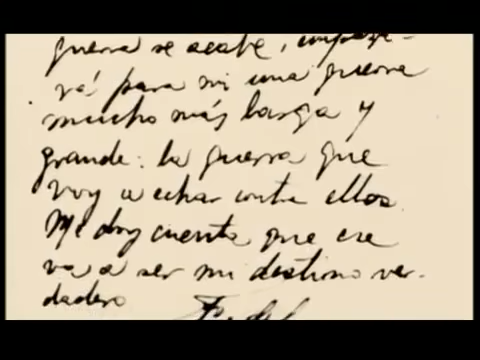 guerra se acabe, empeza-
rá para mi una guerra
mucho más larga y
grande: la guerra que
voy a echar contra ellos.
Me doy cuenta que ese
va a ser mi destino ver-
dadero
Fidel